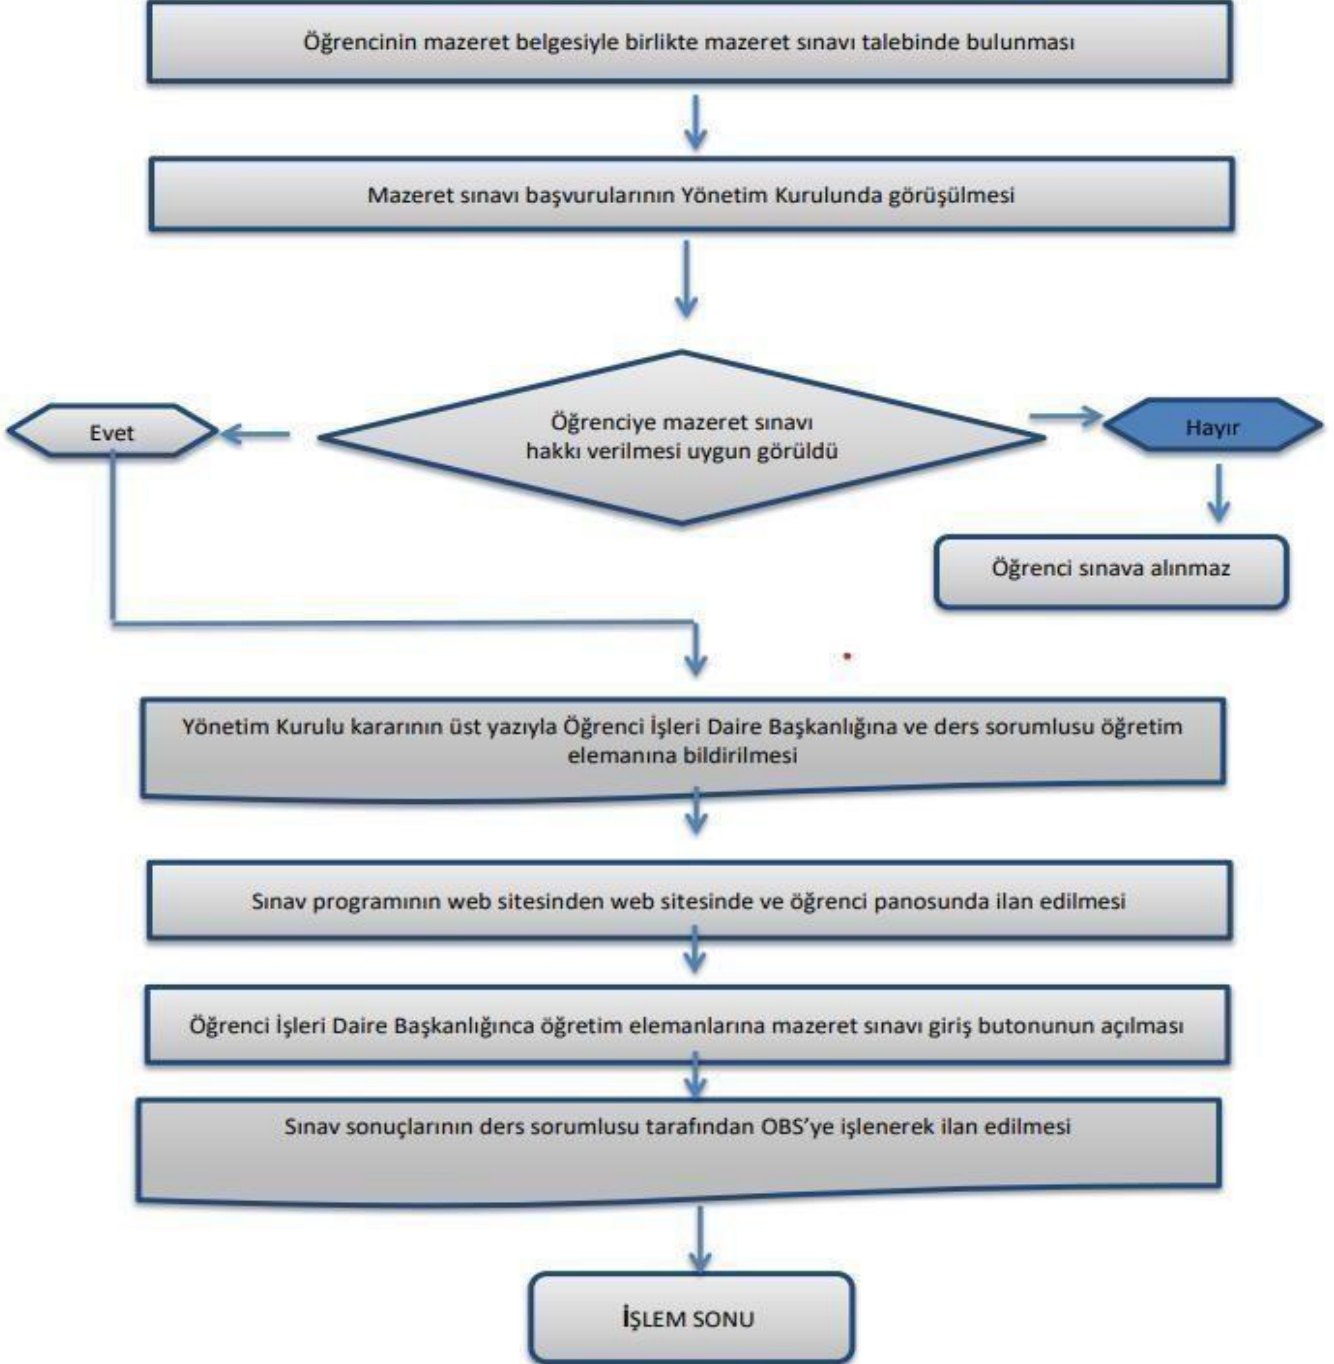 Öğrencinin mazeret belgesiyle birlikte mazeret sınavı talebinde bulunması
Mazeret sınavı başvurularının Yönetim Kurulunda görüşülmesi
Öğrenciye mazeret sınavı
hakkı verilmesi uygun görüldü
Evet
Hayır
Öğrenci sınava alınmaz
Yönetim Kurulu kararının üst yazıyla Öğrenci İşleri Daire Başkanlığına ve ders sorumlusu öğretim
elemanına bildirilmesi
Sınav programının web sitesinden web sitesinde ve öğrenci panosunda ilan edilmesi
Öğrenci İşleri Daire Başkanlığınca öğretim elemanlarına mazeret sınavı giriş butonunun açılması
Sınav sonuçlarının ders sorumlusu tarafından OBS’ye işlenerek ilan edilmesi
İŞLEM SONU